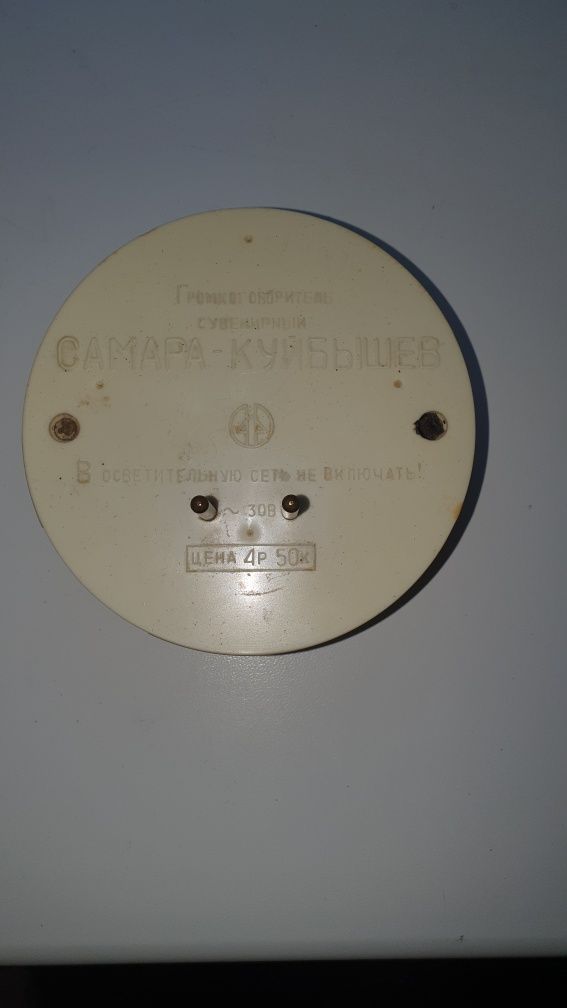 Громкоговоритель
сувенирный
САМАРА-КУЙБЫШЕВ
В осветительную сеть не включать!
~ 30В
ЦЕНА 4Р 50К